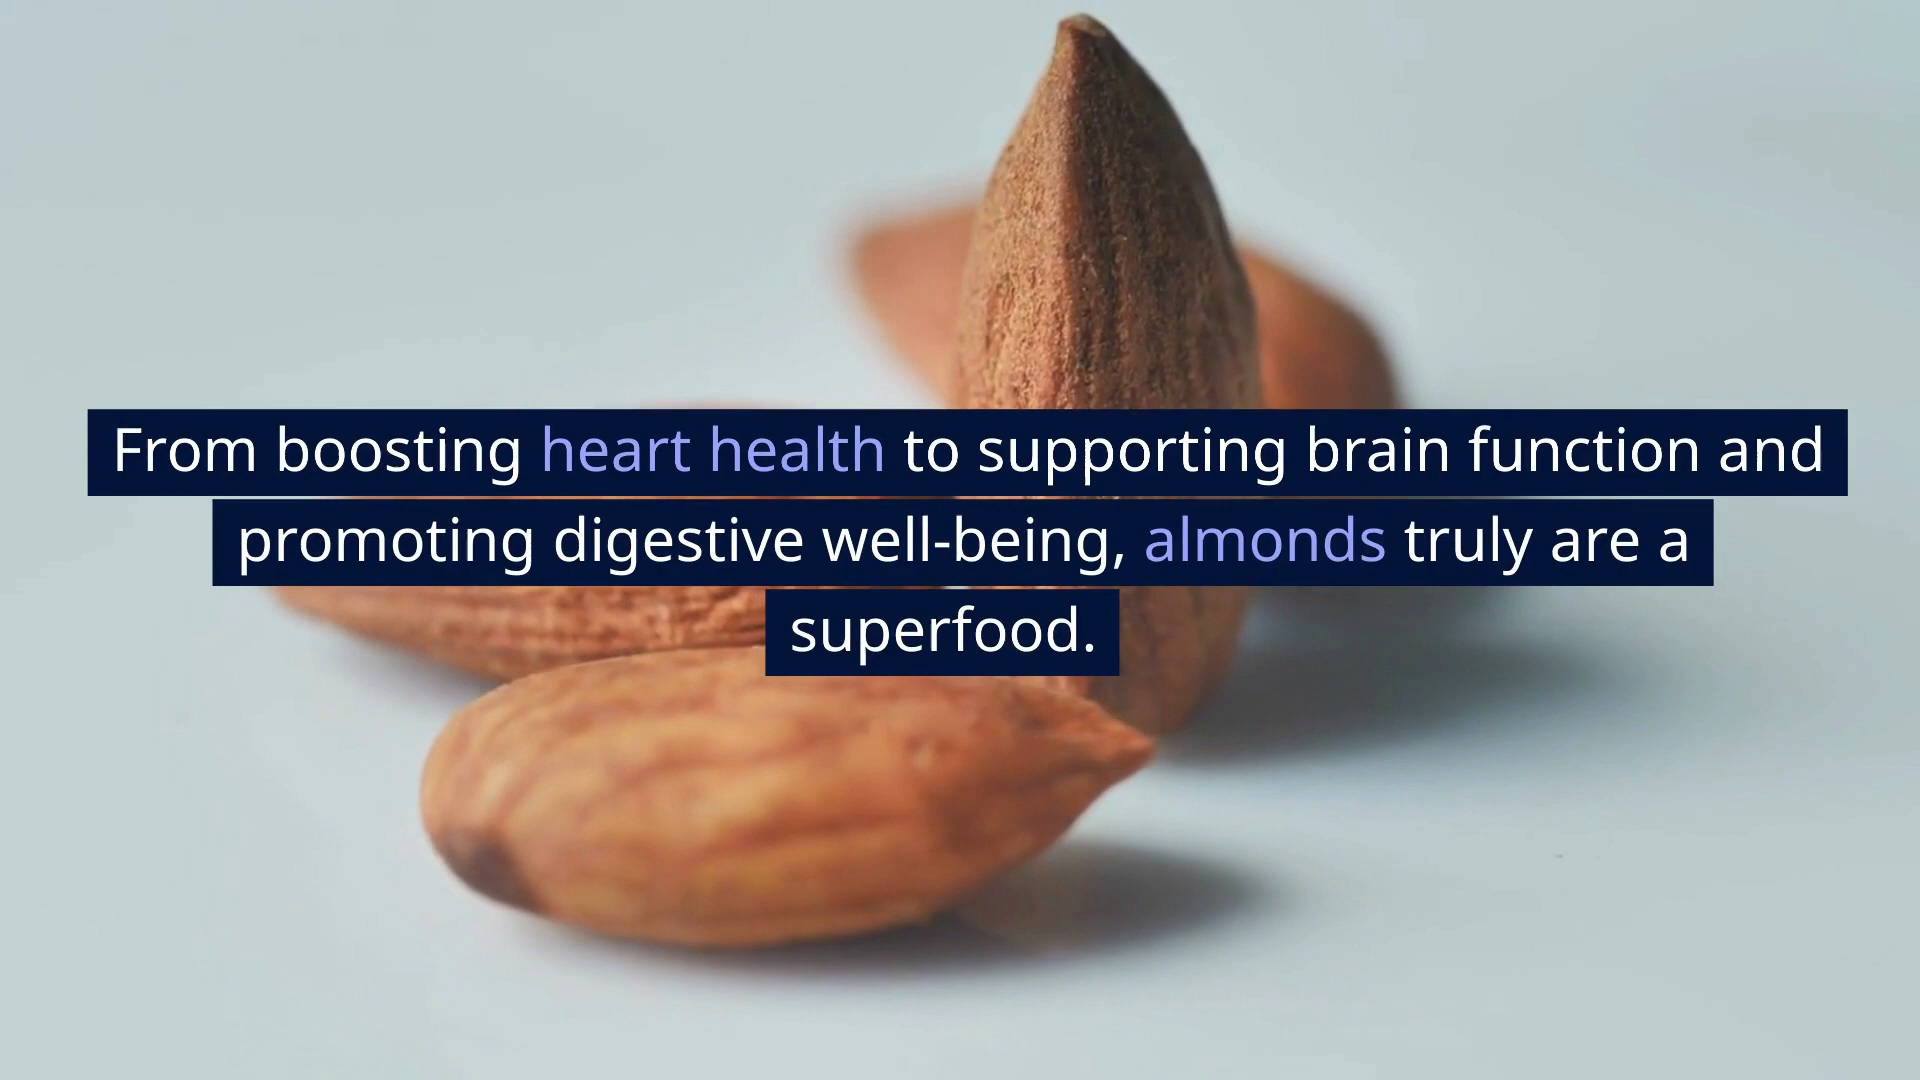 From boosting heart health to supporting brain function and
promoting digestive well-being, almonds truly are a
superfood.